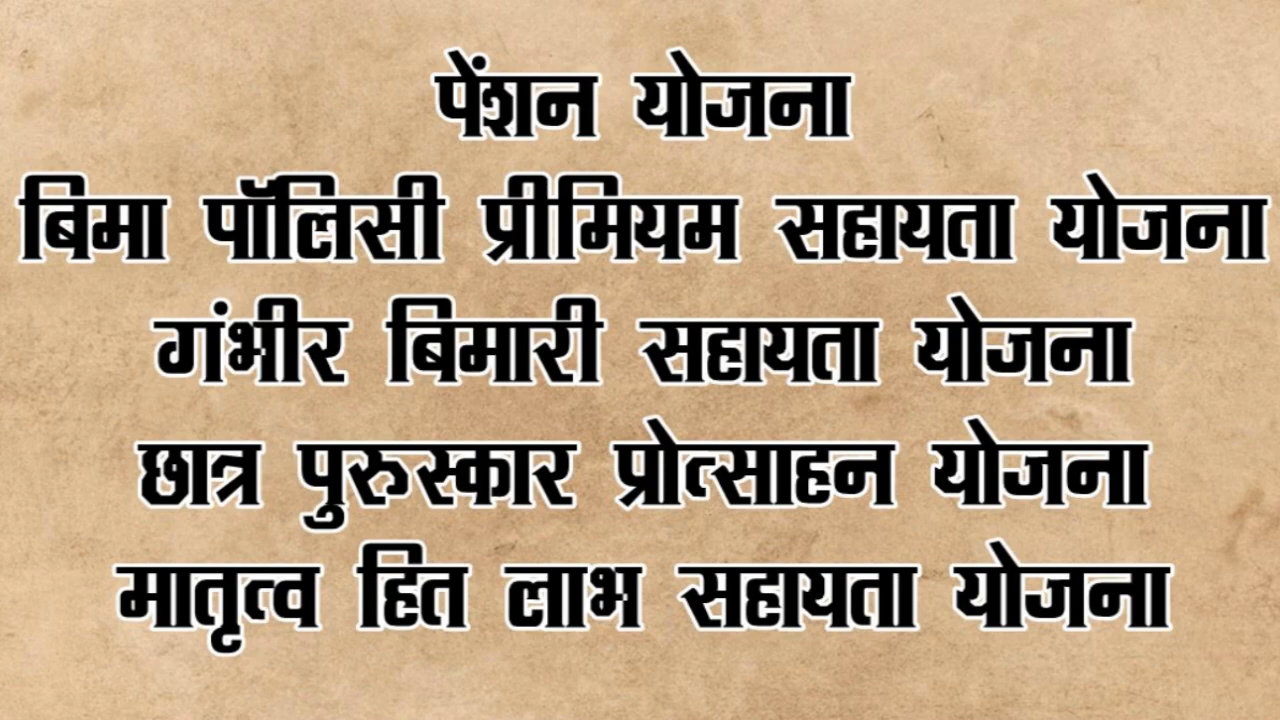 पेंशन योजना
बिमा पॉलिसी प्रीमियम सहायता योजना
गंभीर बिमारी सहायता योजना
छात्र पुरुस्कार प्रोत्साहन योजना
मातृत्व हित लाभ सहायता योजना